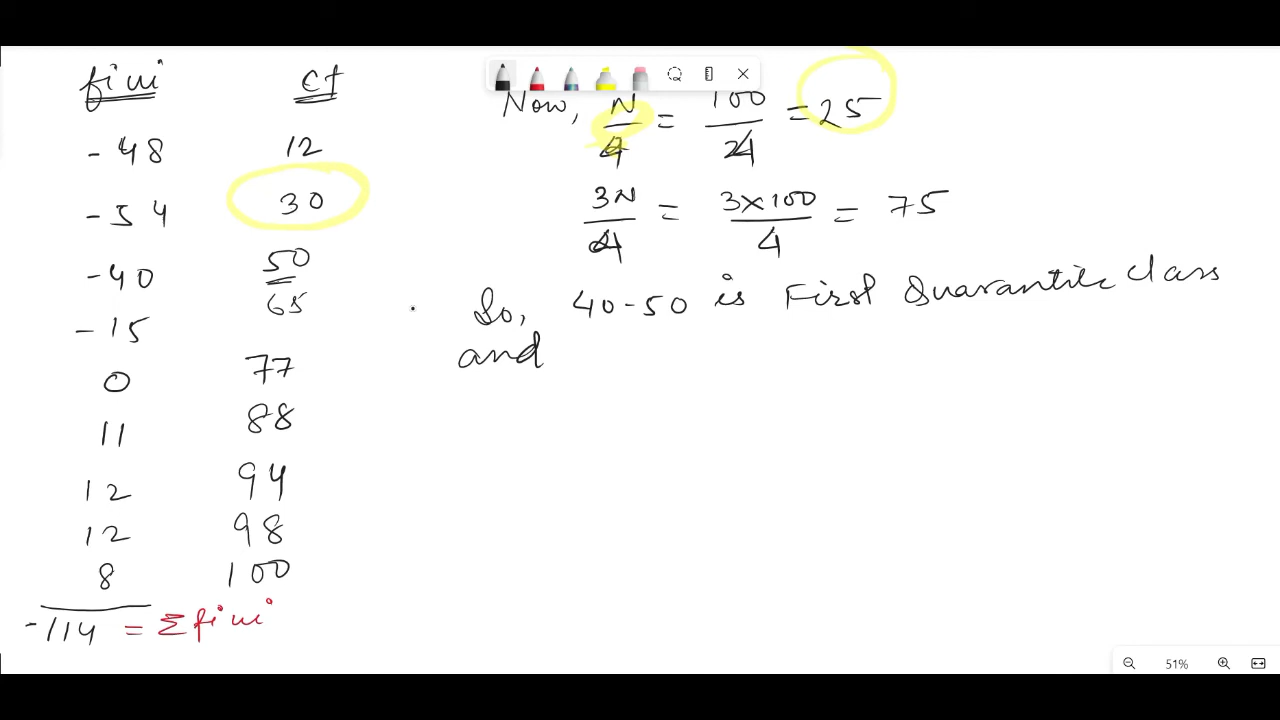 fiui cf
-48 12
-54 30
-40 50
-15 65
0 77
11 88
12 94
12 98
8 100
-114 = Σfiui
Now, N/4 = 100/24 = 25
3N/4 = 3×100/4 = 75
So, 40-50 is First Quarantile class
and
51%